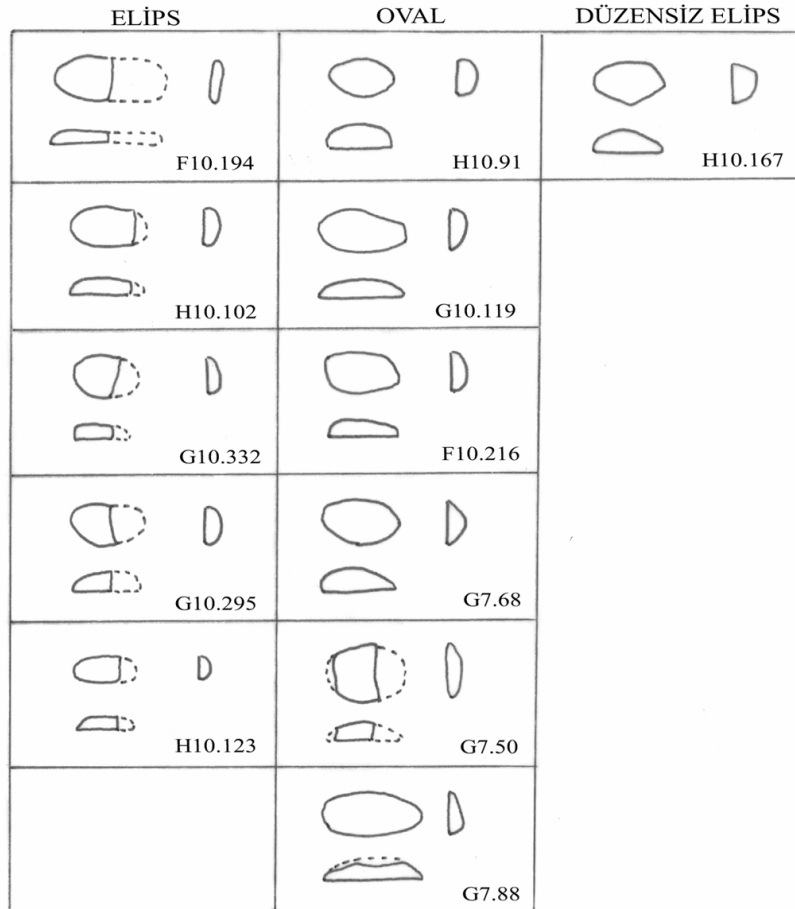 ELİPS
OVAL
DÜZENSİZ ELİPS
F10.194
H10.91
H10.167
H10.102
G10.119
G10.332
F10.216
G10.295
G7.68
H10.123
G7.50
G7.88